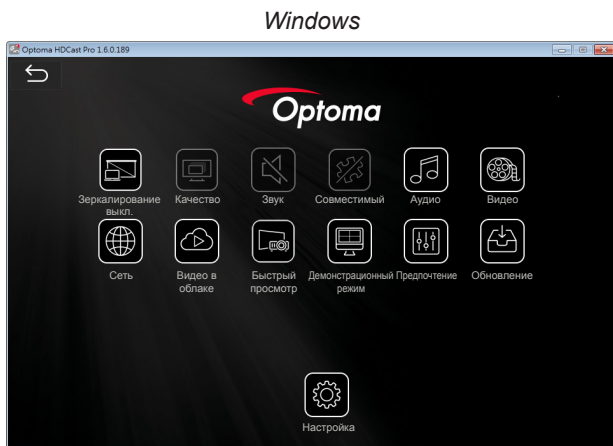 Windows
Optoma HDCast Pro 1.6.0.189
Optoma
Зеркалирование
выкл.
Качество
Звук
Совместимый
Аудио
Видео
Сеть
Видео в
облаке
Быстрый
просмотр
Демонстрационный
режим
Предпочтение
Обновление
Настройка